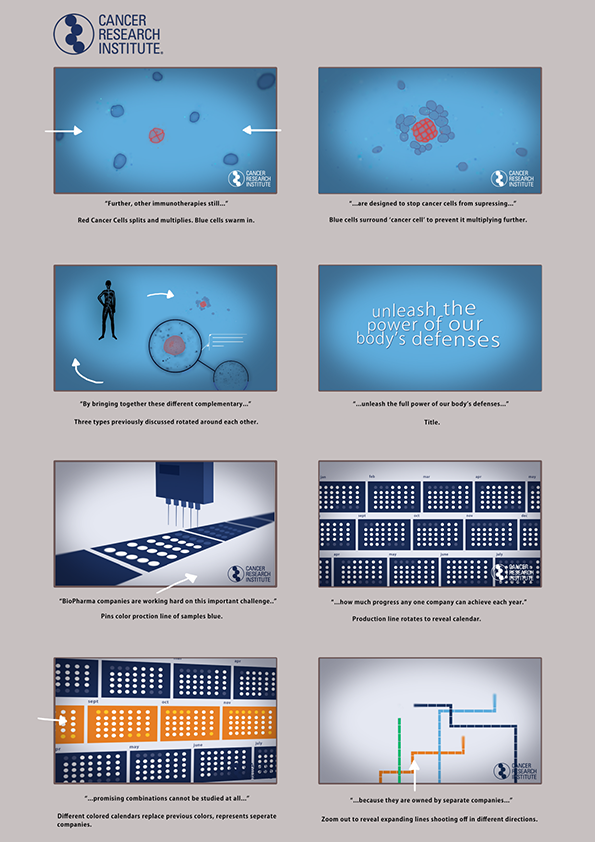 CANCER
RESEARCH
INSTITUTE.
CANCER
RESEARCH
INSTITUTE
CANCER
RESEARCH
INSTITUTE
"Further, other immunotherapies still..."
"...are designed to stop cancer cells from supressing..."
Red Cancer Cells splits and multiplies. Blue cells swarm in.
Blue cells surround 'cancer cell' to prevent it multiplying further.
unleash the
power of our
body's defenses
"By bringing together these different complementary..."
"...unleash the full power of our body's defenses..."
Three types previously discussed rotated around each other.
Title.
CANCER
RESEARCH
INSTITUTE
feb
mar
apr
sept
oct
nov
apr
may
june
july
CANCER
RESEARCH
INSTITUTE
"BioPharma companies are working hard on this important challenge.."
"...how much progress any one company can achieve each year."
Pins color proction line of samples blue.
Production line rotates to reveal calendar.
apr
sept
oct
nov
may
june
july
CANCER
RESEARCH
INSTITUTE
"...promising combinations cannot be studied at all..."
"...because they are owned by separate companies..."
Different colored calendars replace previous colors, represents seperate
companies.
Zoom out to reveal expanding lines shooting off in different directions.